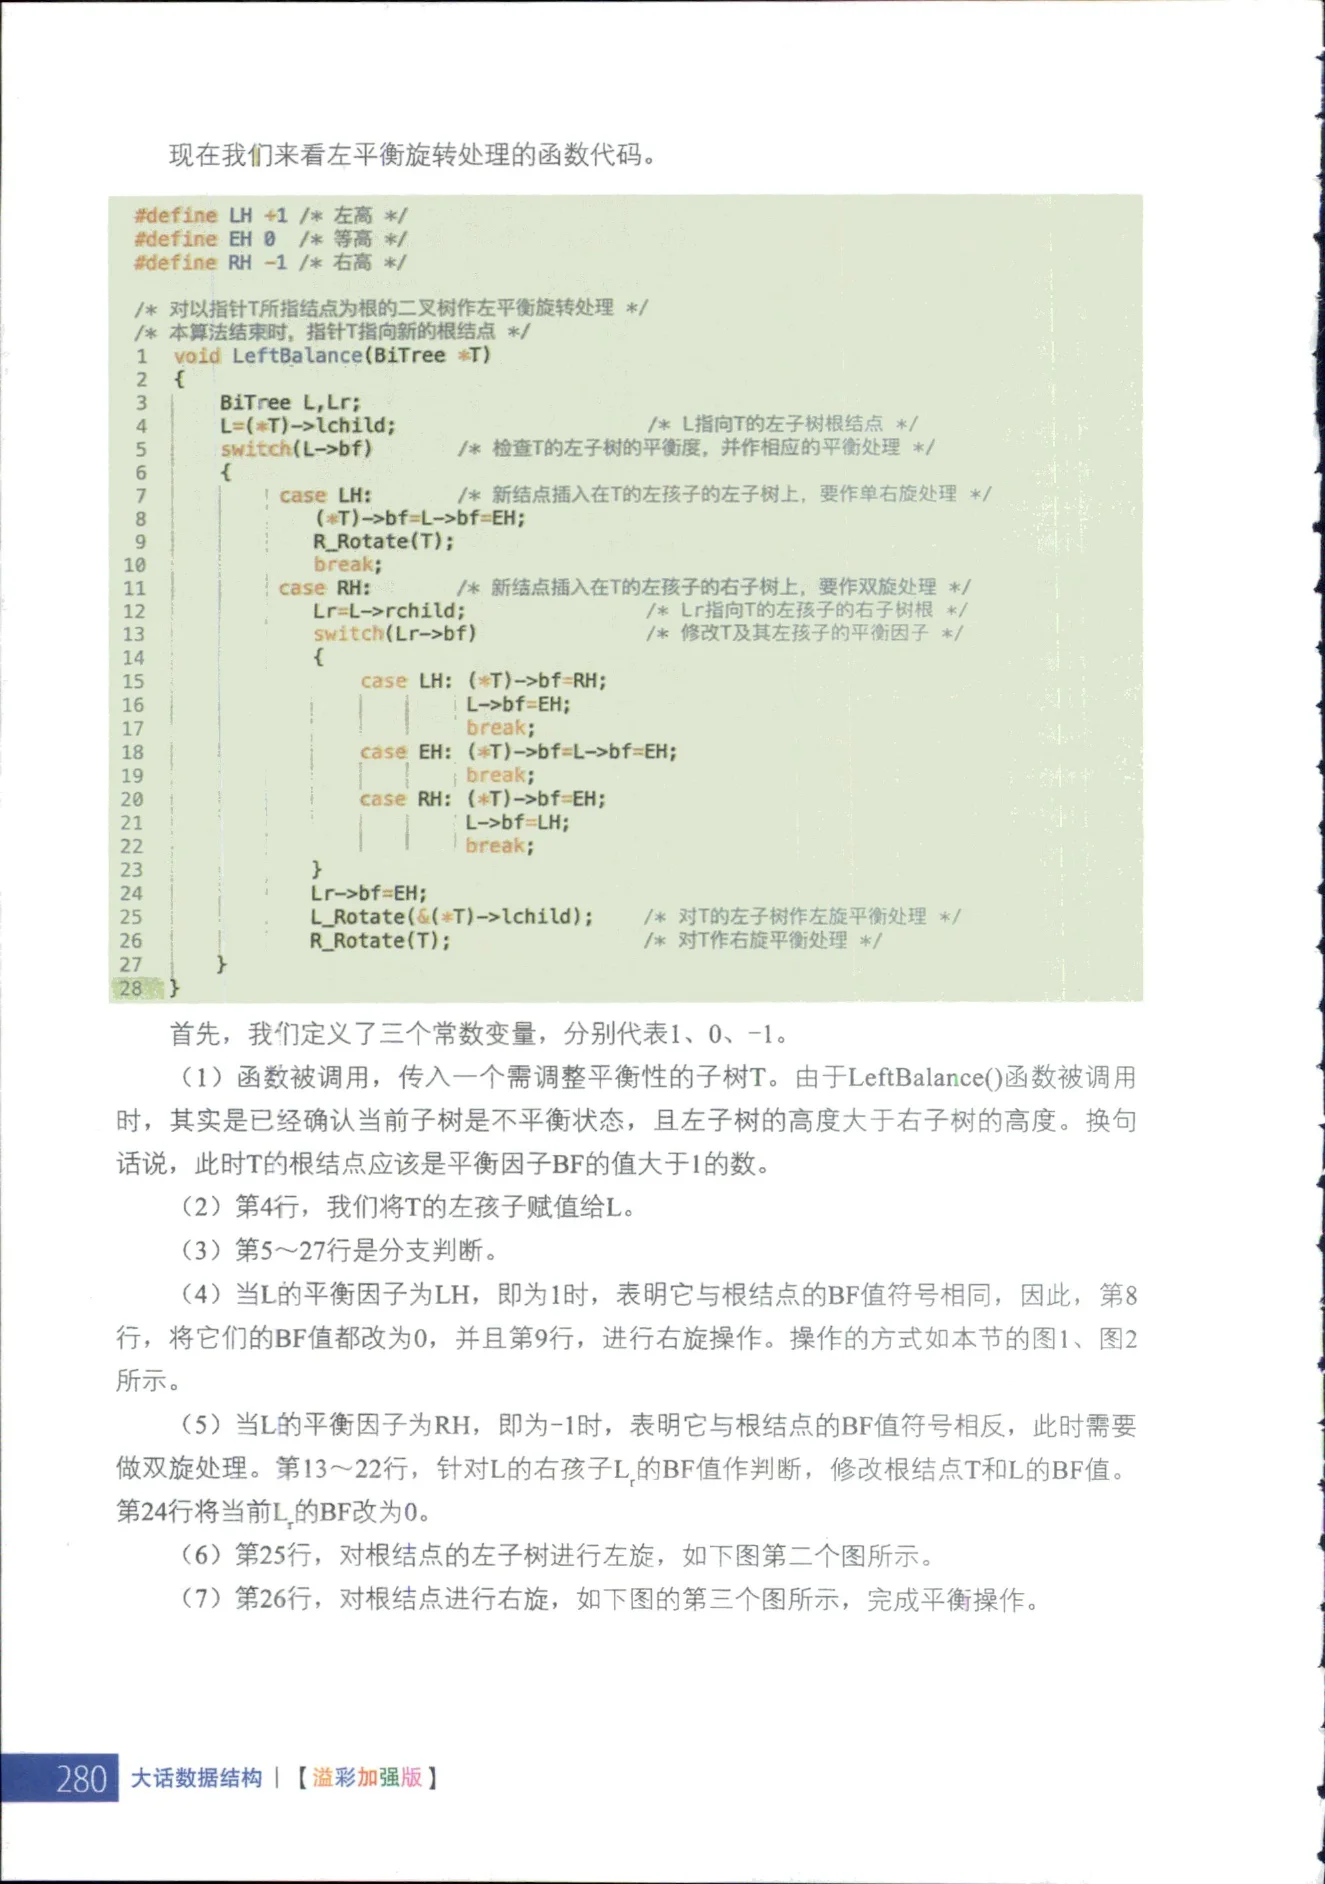 现在我们来看左平衡旋转处理的函数代码。
#define LH +1 /* 左高 */
#define EH 0  /* 等高 */
#define RH -1 /* 右高 */
/* 对以指针T所指结点为根的二叉树作左平衡旋转处理 */
/* 本算法结束时，指针T指向新的根结点 */
1 void LeftBalance(BiTree *T)
2 {
3 BiTree L,Lr;
4 L=(*T)->lchild; /* L指向T的左子树根结点 */
5 switch(L->bf) /* 检查T的左子树的平衡度，并作相应的平衡处理 */
6 {
7 case LH: /* 新结点插入在T的左孩子的左子树上，要作单右旋处理 */
8 (*T)->bf=L->bf=EH;
9 R_Rotate(T);
10 break;
11 case RH: /* 新结点插入在T的左孩子的右子树上，要作双旋处理 */
12 Lr=L->rchild; /* Lr指向T的左孩子的右子树根 */
13 switch(Lr->bf) /* 修改T及其左孩子的平衡因子 */
14 {
15 case LH: (*T)->bf=RH;
16 L->bf=EH;
17 break;
18 case EH: (*T)->bf=L->bf=EH;
19 break;
20 case RH: (*T)->bf=EH;
21 L->bf=LH;
22 break;
23 }
24 Lr->bf=EH;
25 L_Rotate(&(*T)->lchild); /* 对T的左子树作左旋平衡处理 */
26 R_Rotate(T); /* 对T作右旋平衡处理 */
27 }
28 }
首先，我们定义了三个常数变量，分别代表1、0、-1。
（1）函数被调用，传入一个需调整平衡性的子树T。由于LeftBalance()函数被调用
时，其实是已经确认当前子树是不平衡状态，且左子树的高度大于右子树的高度。换句
话说，此时T的根结点应该是平衡因子BF的值大于1的数。
（2）第4行，我们将T的左孩子赋值给L。
（3）第5～27行是分支判断。
（4）当L的平衡因子为LH，即为1时，表明它与根结点的BF值符号相同，因此，第8
行，将它们的BF值都改为0，并且第9行，进行右旋操作。操作的方式如本节的图1、图2
所示。
（5）当L的平衡因子为RH，即为-1时，表明它与根结点的BF值符号相反，此时需要
做双旋处理。第13～22行，针对L的右孩子Lr的BF值作判断，修改根结点T和L的BF值。
第24行将当前Lr的BF改为0。
（6）第25行，对根结点的左子树进行左旋，如下图第二个图所示。
（7）第26行，对根结点进行右旋，如下图的第三个图所示，完成平衡操作。
280 大话数据结构 | 【溢彩加强版】